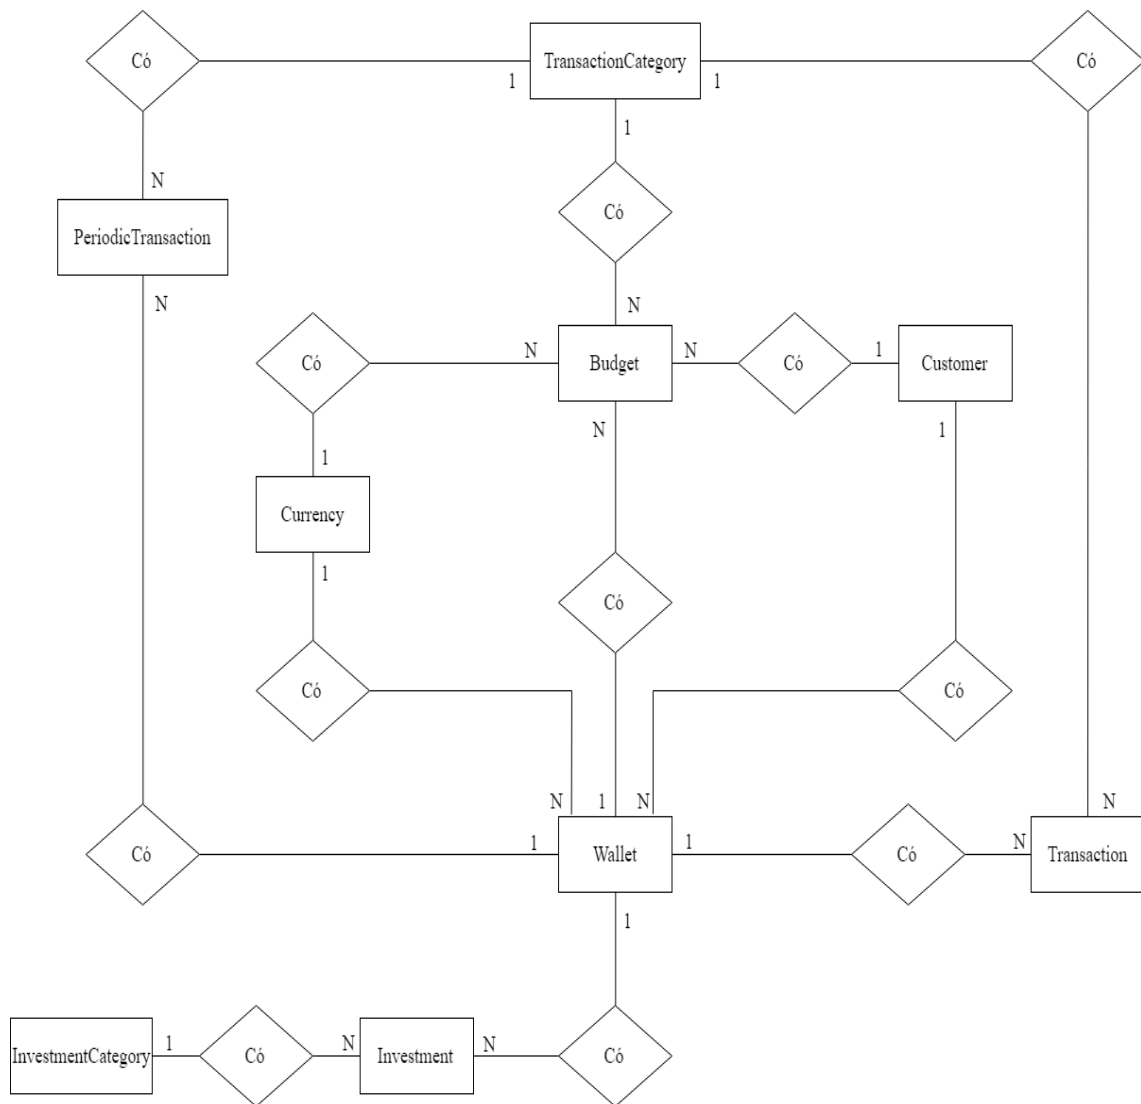 Có
TransactionCategory
Có
1
1
1
N
Có
PeriodicTransaction
N
N
Có
N
Budget
N
Có
1
Customer
N
1
1
Currency
1
Có
Có
Có
N
1
N
N
Có
1
Wallet
1
Có
N
Transaction
1
InvestmentCategory
1
Có
N
Investment
N
Có